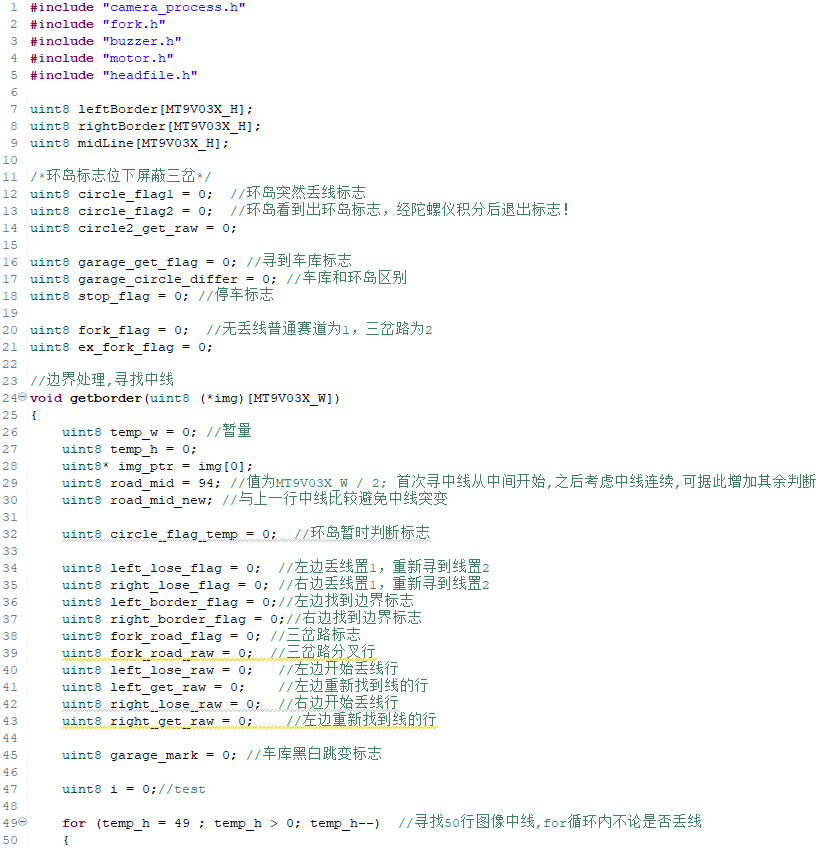 1 #include "camera_process.h"
2 #include "fork.h"
3 #include "buzzer.h"
4 #include "motor.h"
5 #include "headfile.h"
6
7 uint8 leftBorder[MT9V03X_H];
8 uint8 rightBorder[MT9V03X_H];
9 uint8 midLine[MT9V03X_H];
10
11 /*环岛标志位下屏蔽三岔*/
12 uint8 circle_flag1 = 0;  //环岛突然丢线标志
13 uint8 circle_flag2 = 0;  //环岛看到出环岛标志，经陀螺仪积分后退出标志！
14 uint8 circle2_get_raw = 0;
15
16 uint8 garage_get_flag = 0; //寻到车库标志
17 uint8 garage_circle_differ = 0; //车库和环岛区别
18 uint8 stop_flag = 0; //停车标志
19
20 uint8 fork_flag = 0;  //无丢线普通赛道为1，三岔路为2
21 uint8 ex_fork_flag = 0;
22
23 //边界处理,寻找中线
24 void getborder(uint8 (*img)[MT9V03X_W])
25 {
26     uint8 temp_w = 0; //暂量
27     uint8 temp_h = 0;
28     uint8* img_ptr = img[0];
29     uint8 road_mid = 94; //值为MT9V03X_W / 2; 首次寻中线从中间开始,之后考虑中线连续,可据此增加其余判断
30     uint8 road_mid_new; //与上一行中线比较避免中线突变
31
32     uint8 circle_flag_temp = 0;  //环岛暂时判断标志
33
34     uint8 left_lose_flag = 0;  //左边丢线置1，重新寻到线置2
35     uint8 right_lose_flag = 0; //右边丢线置1，重新寻到线置2
36     uint8 left_border_flag = 0;//左边找到边界标志
37     uint8 right_border_flag = 0;//右边找到边界标志
38     uint8 fork_road_flag = 0; //三岔路标志
39     uint8 fork_road_raw = 0;  //三岔路分叉行
40     uint8 left_lose_raw = 0;   //左边开始丢线行
41     uint8 left_get_raw = 0;    //左边重新找到线的行
42     uint8 right_lose_raw = 0;  //右边开始丢线行
43     uint8 right_get_raw = 0;    //左边重新找到线的行
44
45     uint8 garage_mark = 0; //车库黑白跳变标志
46
47     uint8 i = 0;//test
48
49     for (temp_h = 49 ; temp_h > 0; temp_h--)  //寻找50行图像中线,for循环内不论是否丢线
50     {